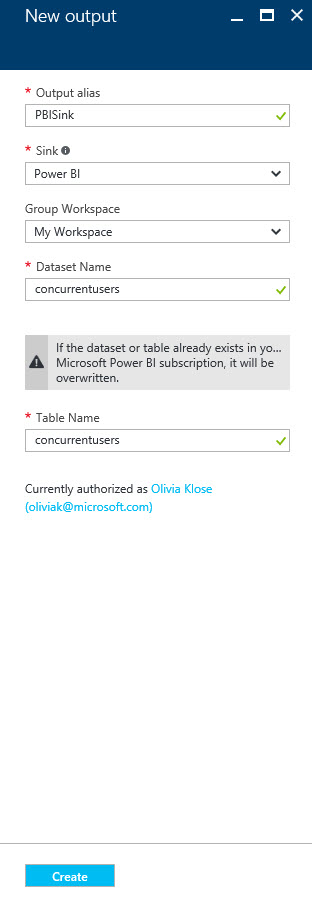 New output
* Output alias
PBISink
* Sink
Power BI
Group Workspace
My Workspace
* Dataset Name
concurrentusers
If the dataset or table already exists in yo...
Microsoft Power BI subscription, it will be
overwritten.
* Table Name
concurrentusers
Currently authorized as Olivia Klose
(oliviak@microsoft.com)
Create